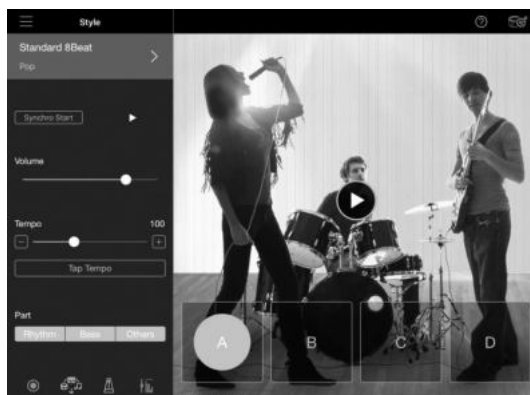 Style
?
Standard 8Beat
Pop
Synchro Start
Volume
Tempo 100
− +
Tap Tempo
Part
Rhythm Bass Others
A B C D